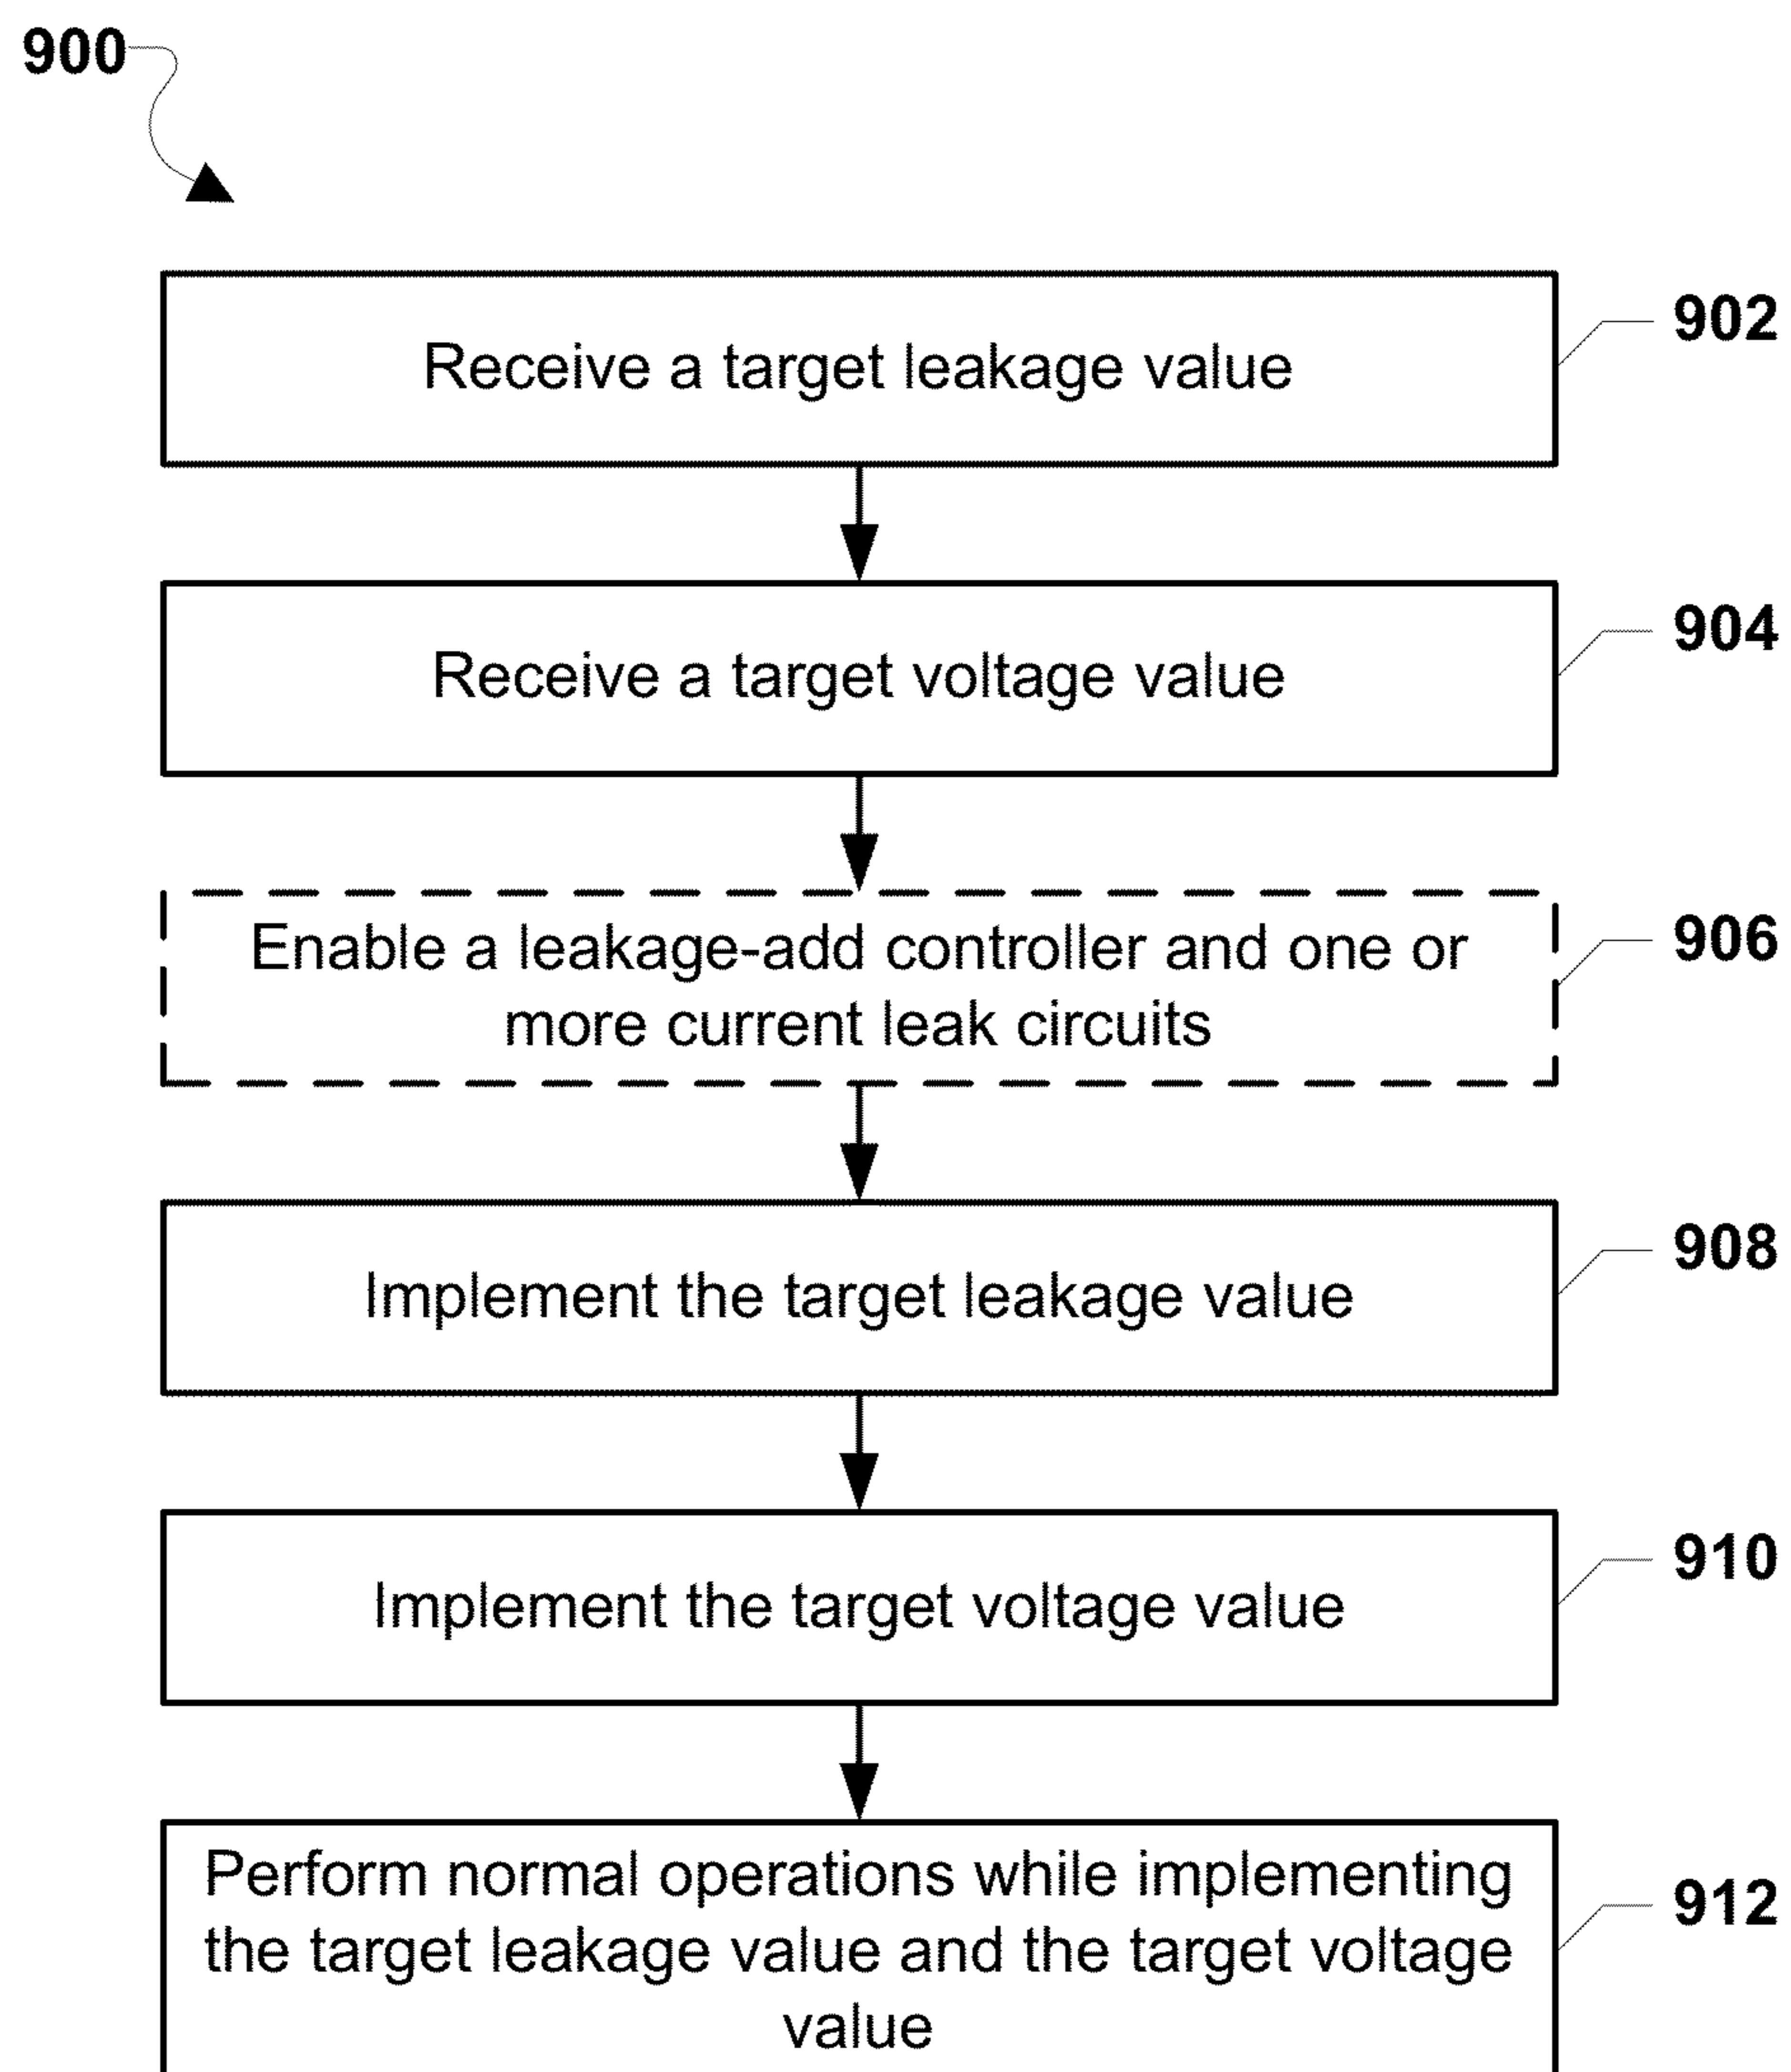 900
902
Receive a target leakage value
904
Receive a target voltage value
906
Enable a leakage-add controller and one or
more current leak circuits
908
Implement the target leakage value
910
Implement the target voltage value
912
Perform normal operations while implementing
the target leakage value and the target voltage
value